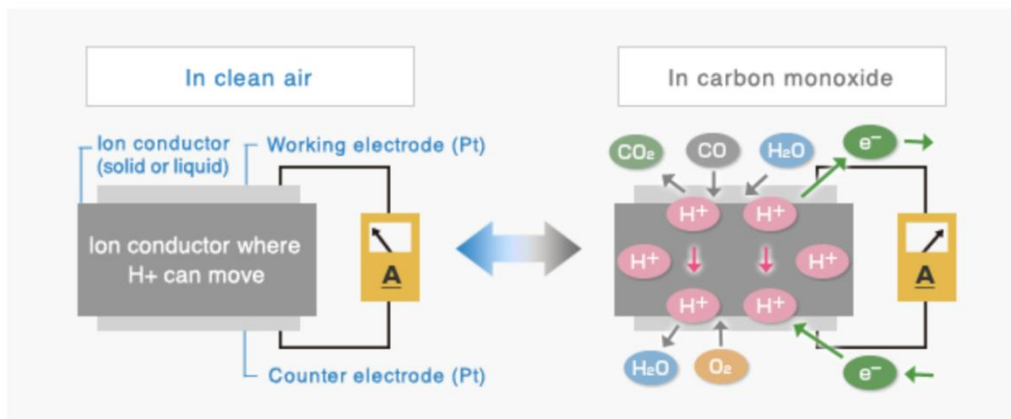 In clean air
In carbon monoxide
Ion conductor
(solid or liquid)
Working electrode (Pt)
Ion conductor where
H+ can move
A
Counter electrode (Pt)
CO₂
CO
H₂O
e⁻
H⁺
H⁺
H⁺
H⁺
A
H⁺
H⁺
H₂O
O₂
e⁻